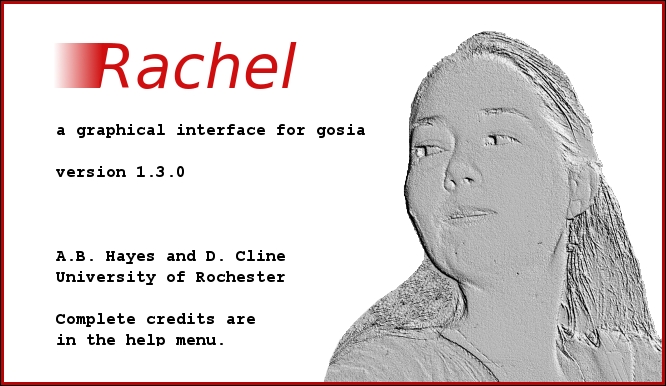 Rachel
a graphical interface for gosia
version 1.3.0
A.B. Hayes and D. Cline
University of Rochester
Complete credits are
in the help menu.